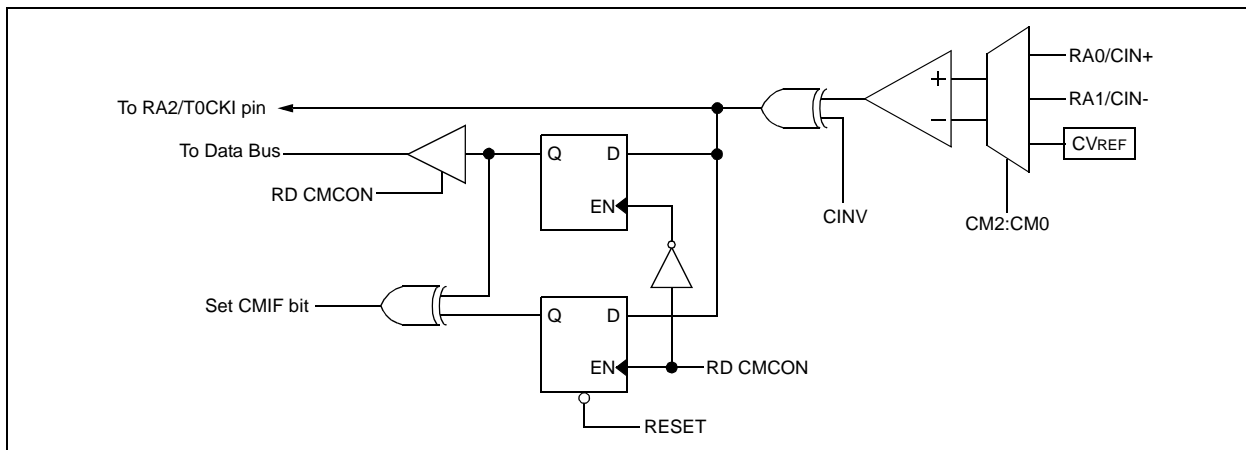 RA0/CIN+
To RA2/T0CKI pin
RA1/CIN-
To Data Bus
Q D
CVREF
RD CMCON
EN
CINV
CM2:CM0
Set CMIF bit
Q D
EN
RD CMCON
RESET